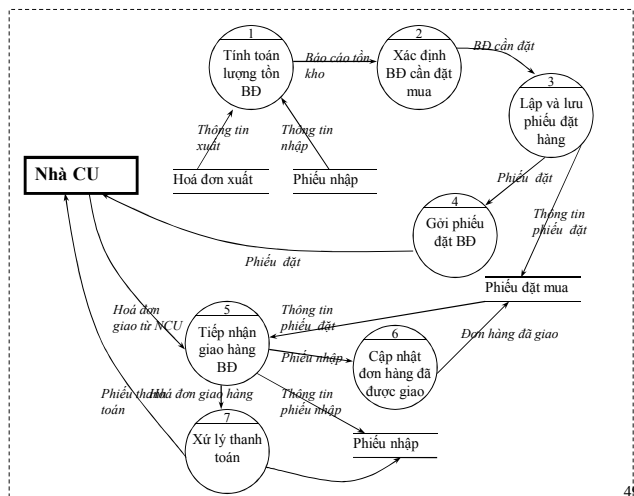 1
Tính toán
lượng tồn
BĐ
Báo cáo tồn
kho
2
Xác định
BĐ cần đặt
mua
BĐ cần đặt
3
Lập và lưu
phiếu đặt
hàng
Thông tin
xuất
Thông tin
nhập
Hoá đơn xuất
Phiếu nhập
Nhà CU
Phiếu đặt
Thông tin
phiếu đặt
4
Gởi phiếu
đặt BĐ
Phiếu đặt
Phiếu đặt mua
Hoá đơn
giao từ NCU
5
Tiếp nhận
giao hàng
BĐ
Thông tin
phiếu đặt
Phiếu nhập
6
Cập nhật
đơn hàng đã
được giao
Đơn hàng đã giao
Phiếu thanh
toán
Hoá đơn giao hàng
Thông tin
phiếu nhập
7
Xử lý thanh
toán
Phiếu nhập